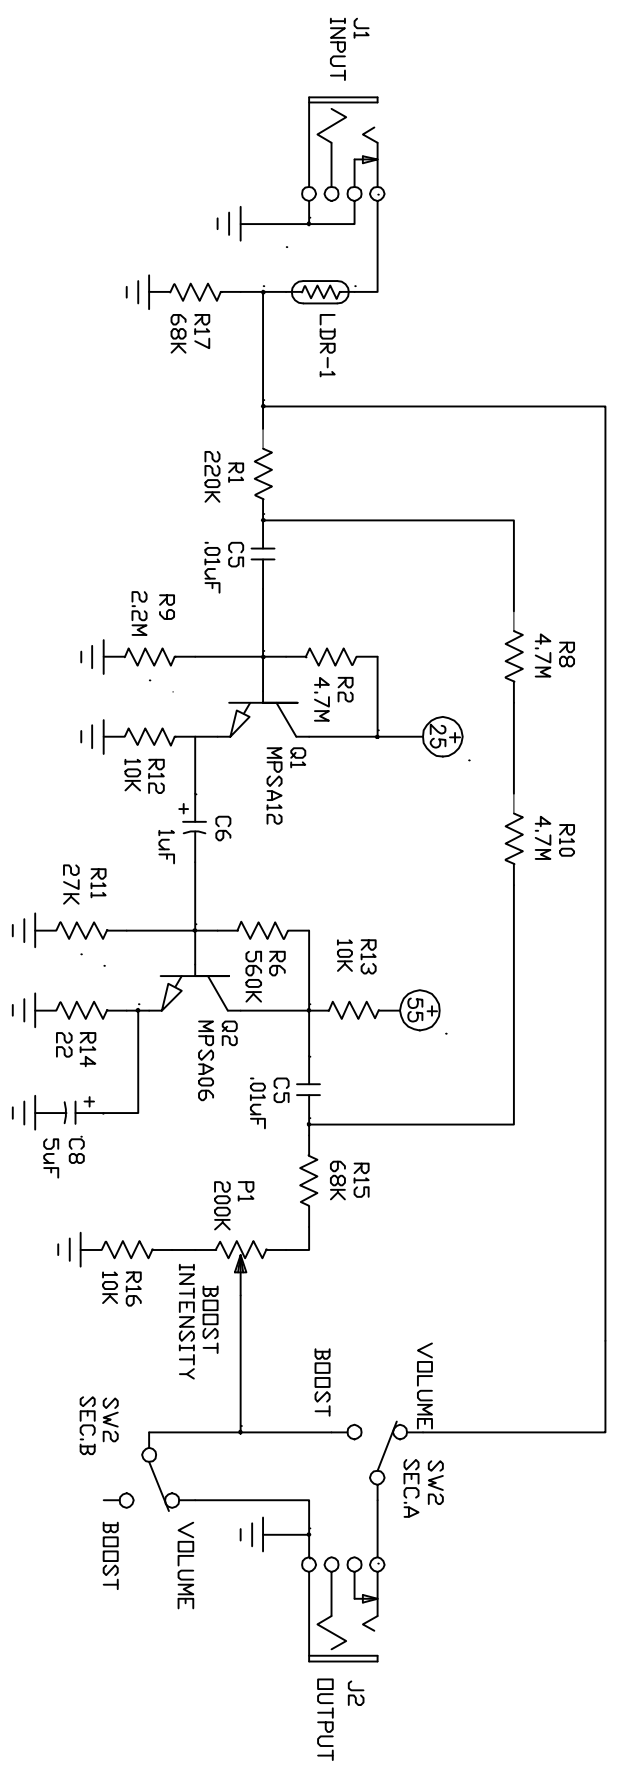 J1
INPUT
LDR-1
R17
68K
R1
220K
C5
.01uF
R8
4.7M
R9
2.2M
R2
4.7M
+
25
Q1
MPSA12
R12
10K
C6
+
1uF
R10
4.7M
R11
27K
R6
560K
R13
10K
+
55
Q2
MPSA06
R14
22
C5
.01uF
+
C8
5uF
R15
68K
P1
200K
BOOST
INTENSITY
R16
10K
VOLUME
BOOST
SW2
SEC.A
SW2
SEC.B
VOLUME
BOOST
J2
OUTPUT